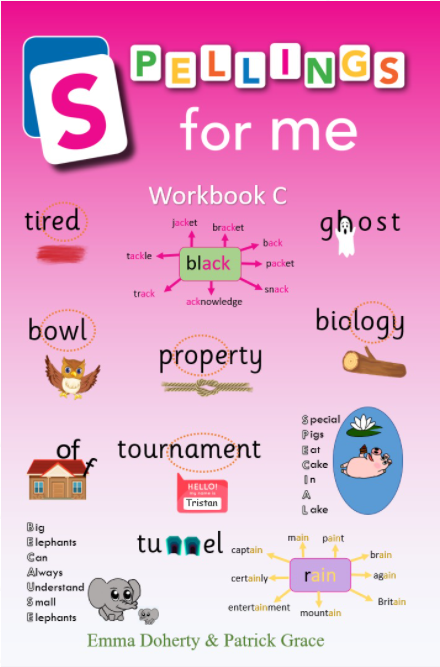 SPELLINGS
for me
Workbook C
tired
jacket
bracket
back
tackle
black
packet
track
acknowledge
snack
ghost
bowl
property
biology
of
tournament
HELLO!
my name is
Tristan
Special
Pigs
Eat
Cake
In
A
Lake
Big
Elephants
Can
Always
Understand
Small
Elephants
tunnel
captain
main
paint
brain
certainly
rain
again
entertainment
mountain
Britain
Emma Doherty & Patrick Grace